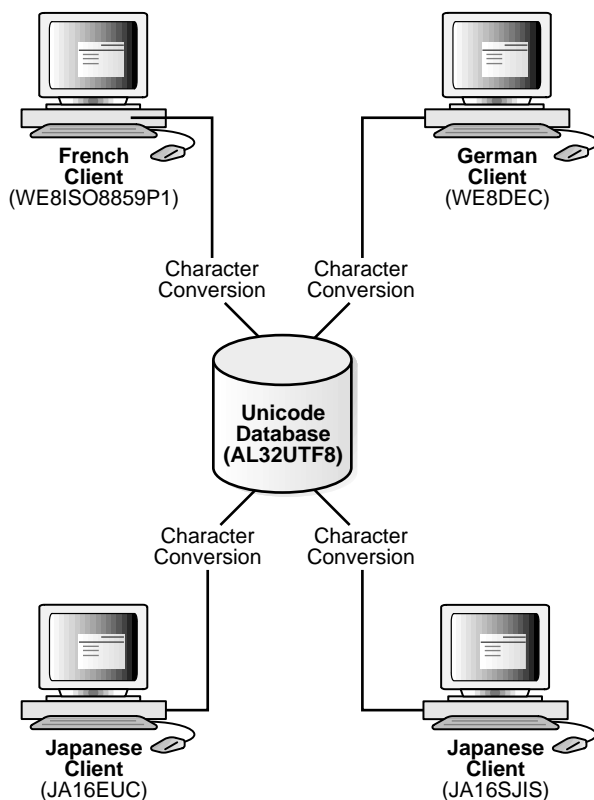 French
Client
(WE8ISO8859P1)
German
Client
(WE8DEC)
Character
Conversion
Character
Conversion
Unicode
Database
(AL32UTF8)
Character
Conversion
Character
Conversion
Japanese
Client
(JA16EUC)
Japanese
Client
(JA16SJIS)